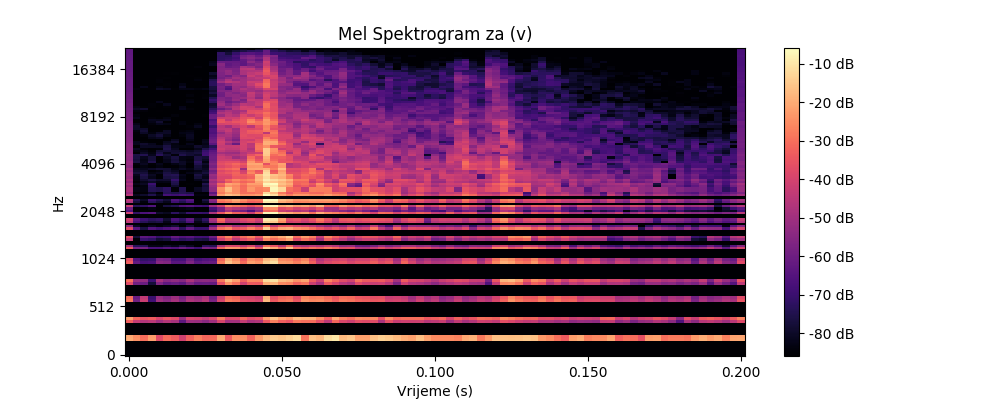 Mel Spektrogram za (v)
Hz
16384
8192
4096
2048
1024
512
0
0.000
0.050
0.100
0.150
0.200
Vrijeme (s)
-10 dB
-20 dB
-30 dB
-40 dB
-50 dB
-60 dB
-70 dB
-80 dB